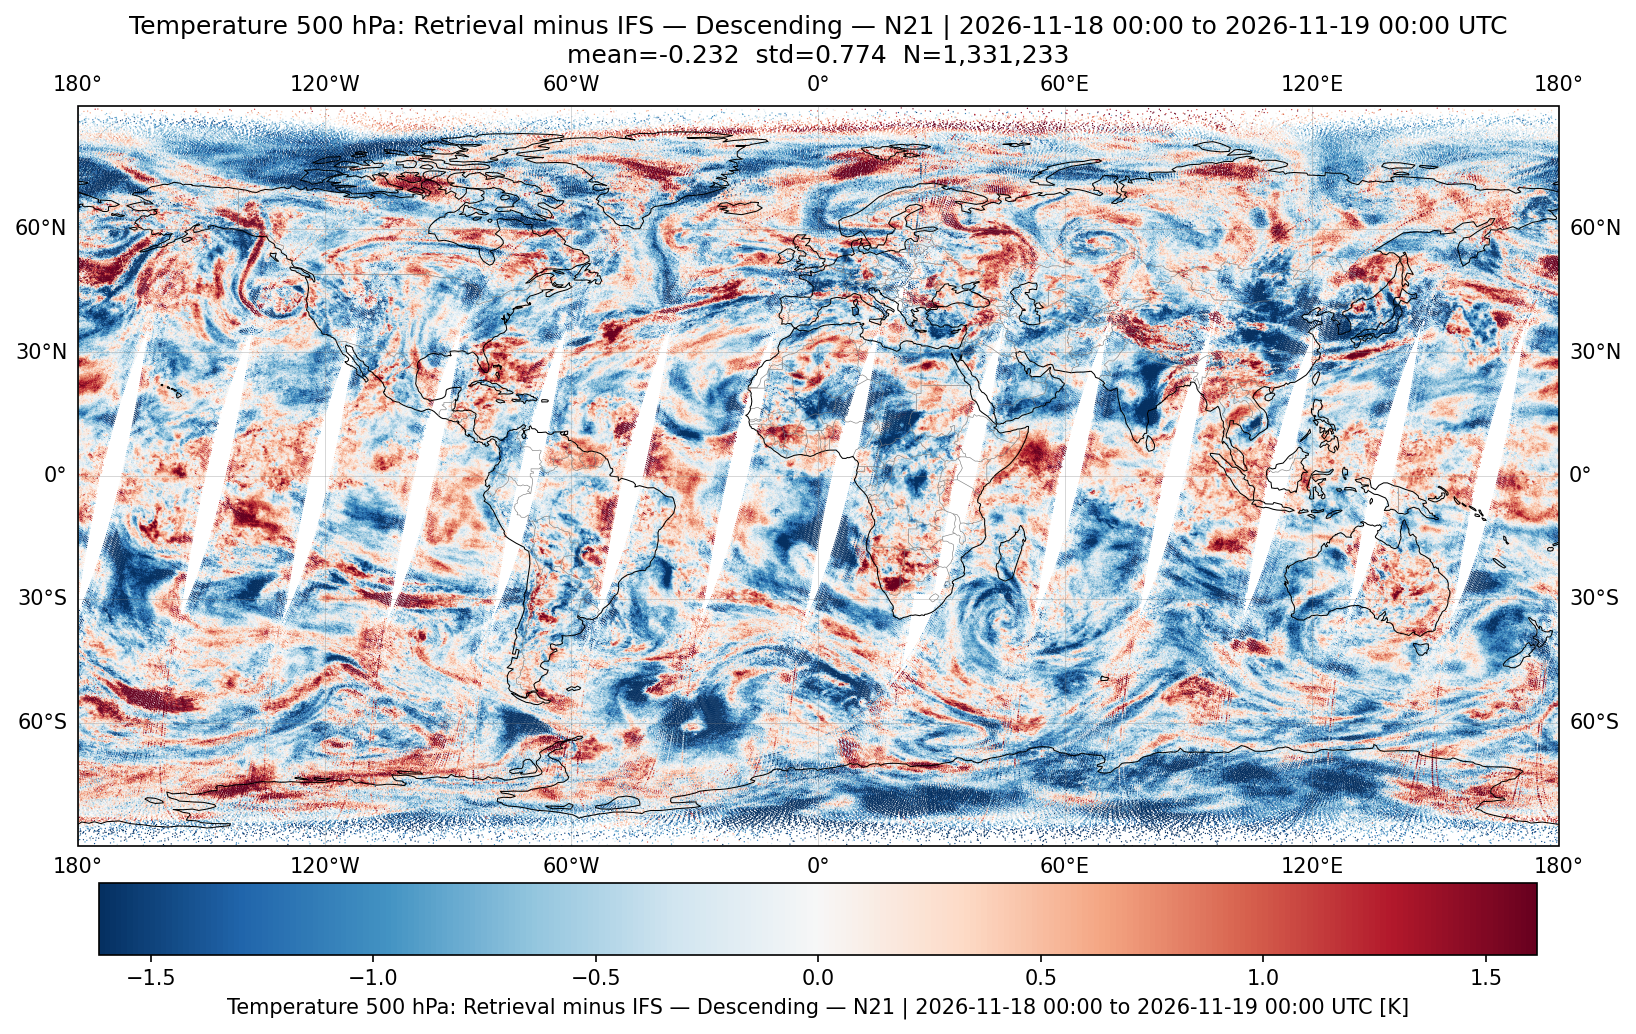 Temperature 500 hPa: Retrieval minus IFS — Descending — N21 | 2026-11-18 00:00 to 2026-11-19 00:00 UTC
mean=-0.232  std=0.774  N=1,331,233
180° 120°W 60°W 0° 60°E 120°E 180°
60°N 60°N
30°N 30°N
0° 0°
30°S 30°S
60°S 60°S
180° 120°W 60°W 0° 60°E 120°E 180°
−1.5 −1.0 −0.5 0.0 0.5 1.0 1.5
Temperature 500 hPa: Retrieval minus IFS — Descending — N21 | 2026-11-18 00:00 to 2026-11-19 00:00 UTC [K]